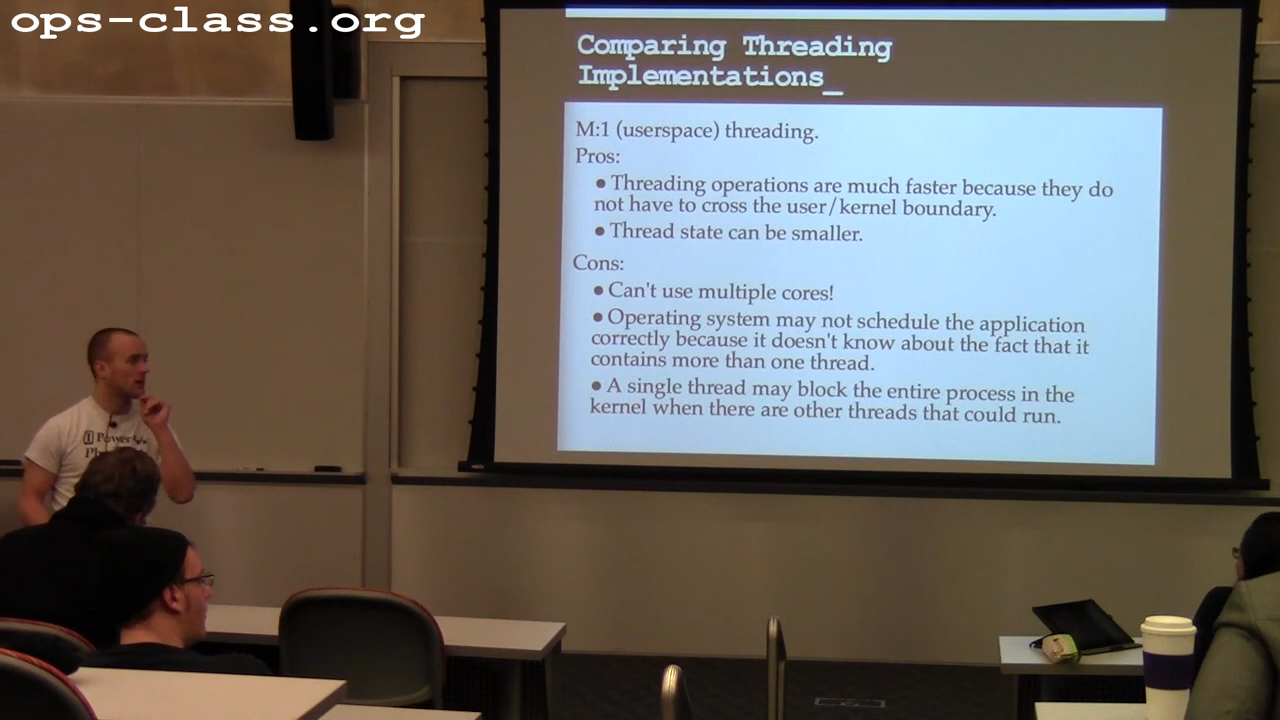 ops-class.org
Comparing Threading
Implementations_
M:1 (userspace) threading.
Pros:
• Threading operations are much faster because they do
not have to cross the user/kernel boundary.
• Thread state can be smaller.
Cons:
• Can't use multiple cores!
• Operating system may not schedule the application
correctly because it doesn't know about the fact that it
contains more than one thread.
• A single thread may block the entire process in the
kernel when there are other threads that could run.